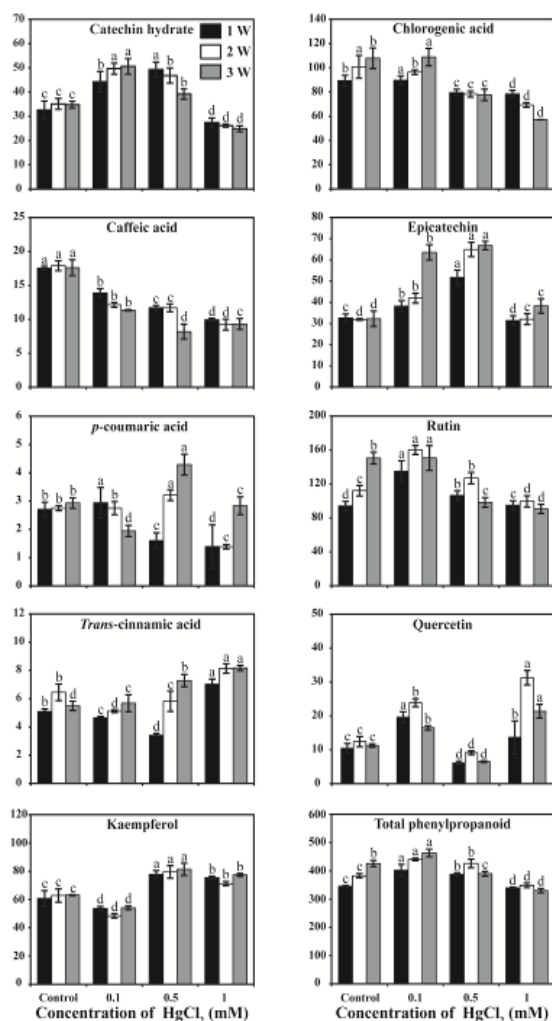 Catechin hydrate
1 W
2 W
3 W
70
60
50
40
30
20
10
0
c c c b a a a a b d d d
Chlorogenic acid
140
120
100
80
60
40
20
0
b a b b b a c c c d d d
Caffeic acid
25
20
15
10
5
0
a a a b b b c b d d c c
Epicatechin
80
70
60
50
40
30
20
10
0
c d d b b b a a a d c c
p-coumaric acid
6
5
4
3
2
1
0
b b b a b d c a a c c c
Rutin
200
160
120
80
40
0
d c b a a a b b c c d d
Trans-cinnamic acid
12
10
8
6
4
2
0
b b d c d c d c b a a a
Quercetin
50
40
30
20
10
0
c c c a b b d d d b a a
Kaempferol
120
100
80
60
40
20
0
c c c d d d a a a b b b
Control 0.1 0.5 1
Concentration of HgCl₂ (mM)
Total phenylpropanoid
600
500
400
300
200
100
0
c c b a a a b b c d d d
Control 0.1 0.5 1
Concentration of HgCl₂ (mM)